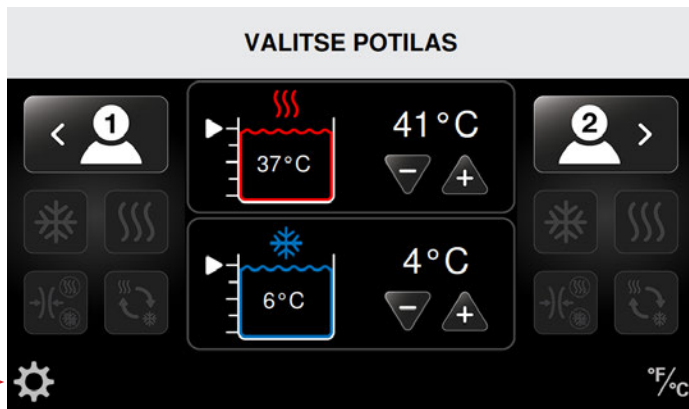 VALITSE POTILAS
< 1
41°C
2 >
37°C
- +
4°C
6°C
- +
°F/°C